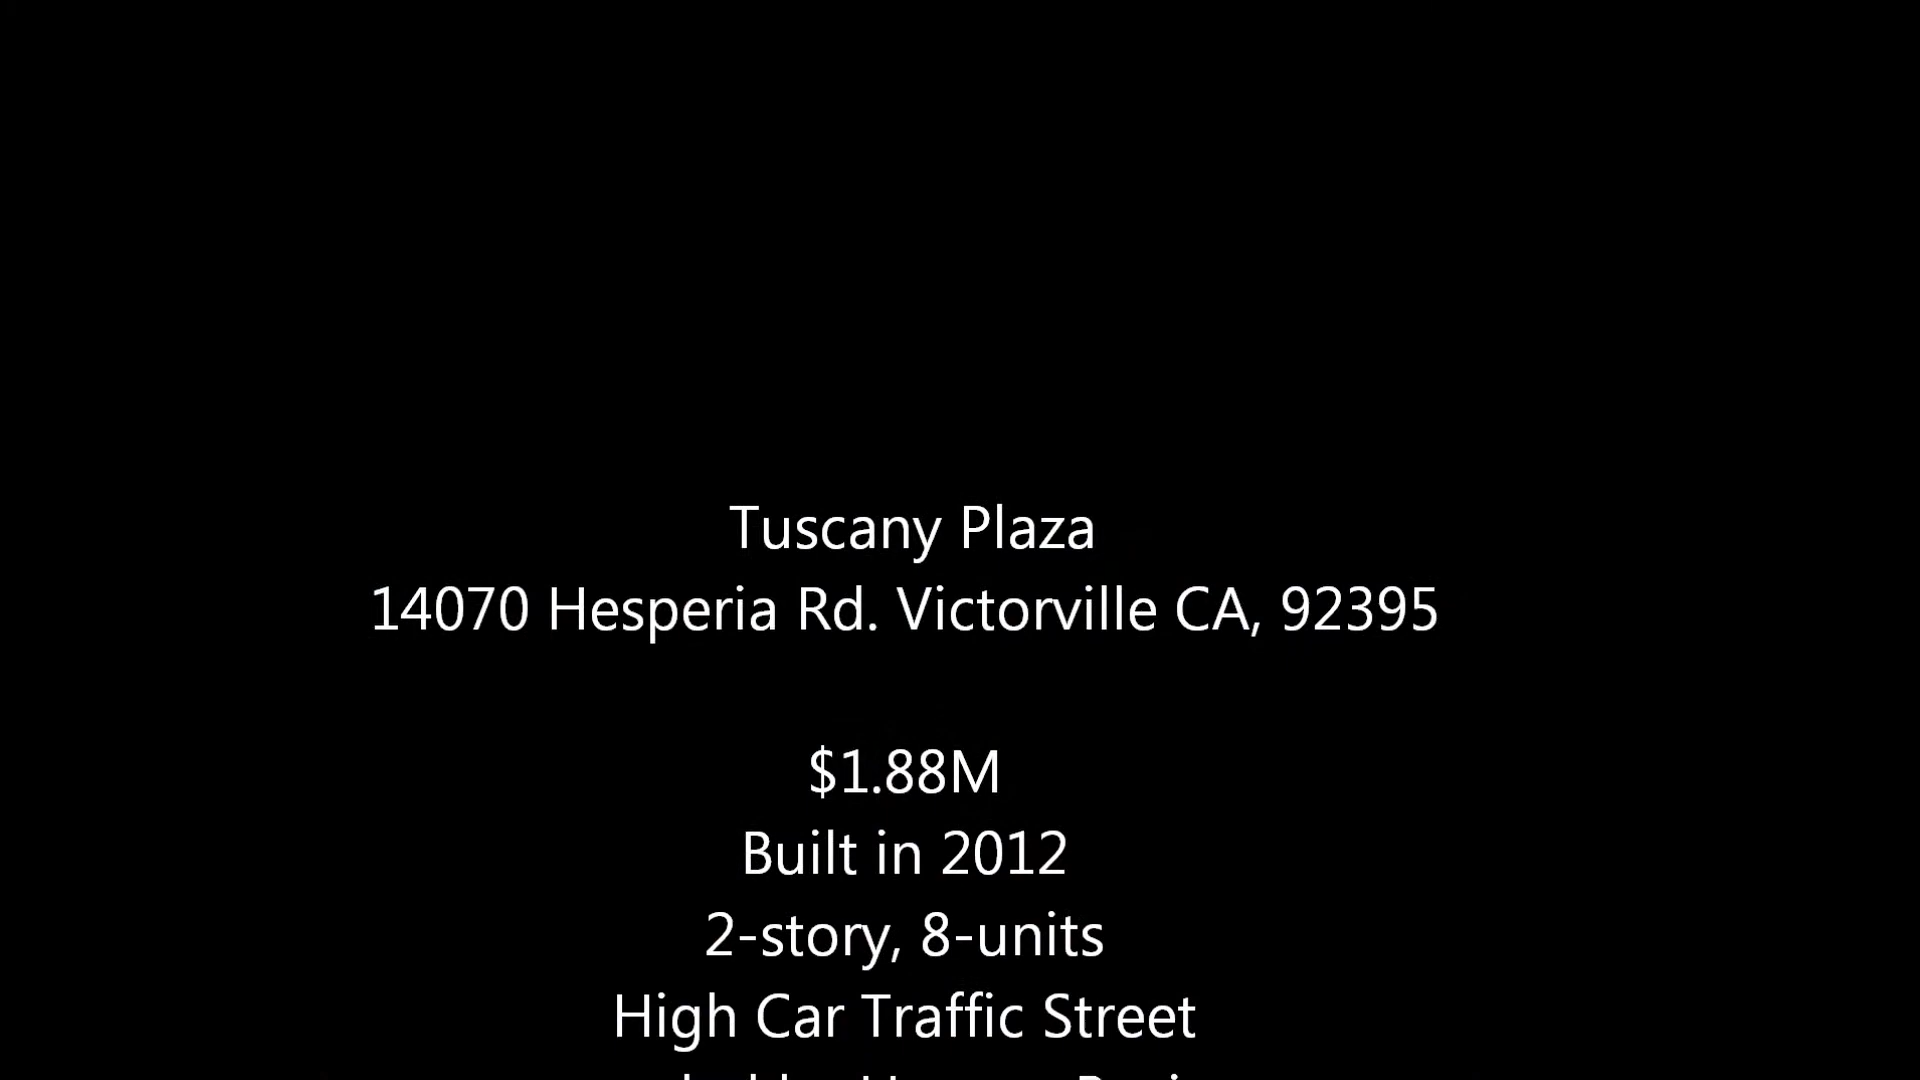 Tuscany Plaza
14070 Hesperia Rd. Victorville CA, 92395
$1.88M
Built in 2012
2-story, 8-units
High Car Traffic Street